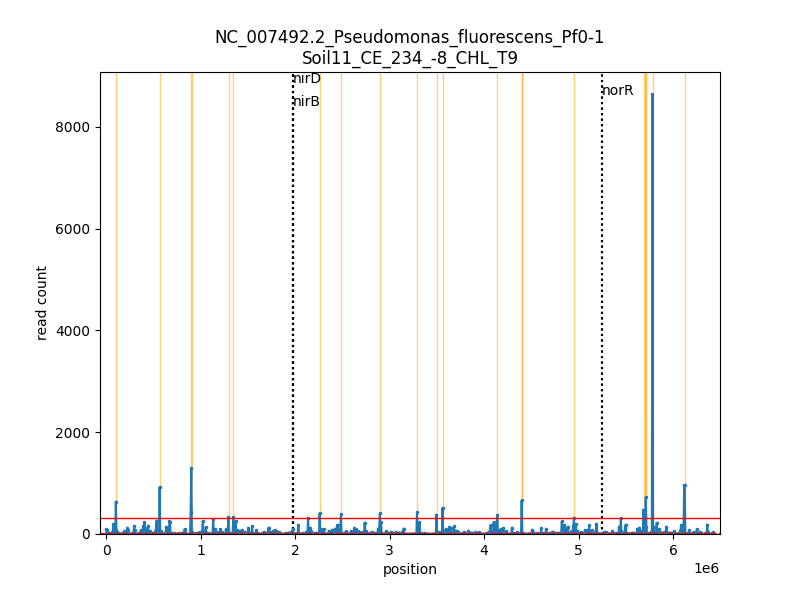 NC_007492.2_Pseudomonas_fluorescens_Pf0-1
Soil11_CE_234_-8_CHL_T9
nirD
nirB
norR
8000
6000
4000
2000
0
read count
0 1 2 3 4 5 6
1e6
position